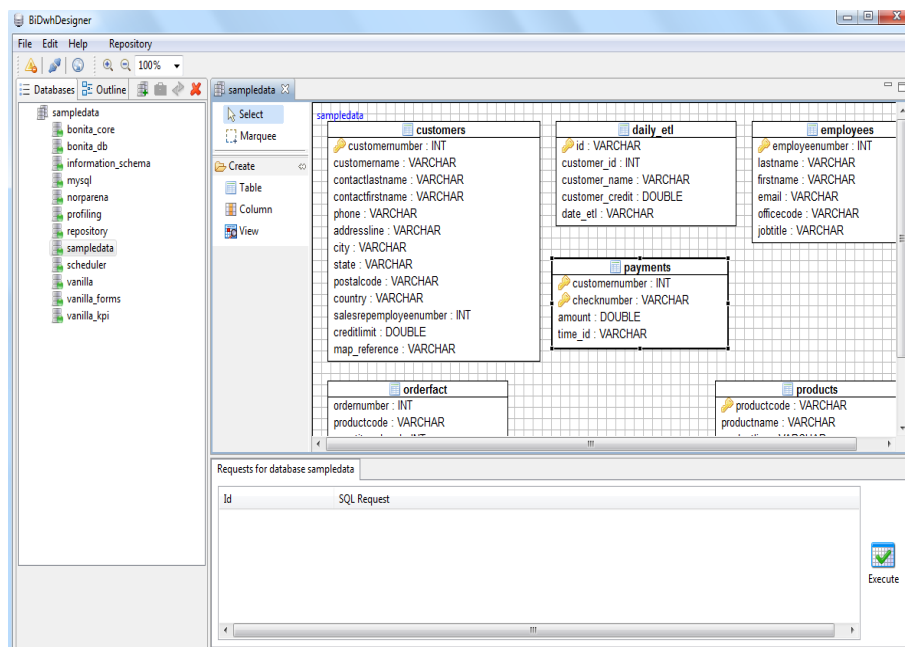 BiDwhDesigner
File Edit Help Repository
100%
Databases Outline
sampledata
bonita_core
bonita_db
information_schema
mysql
norparena
profiling
repository
sampledata
scheduler
vanilla
vanilla_forms
vanilla_kpi
sampledata
Select
Marquee
Create
Table
Column
View
sampledata
customers
customernumber : INT
customername : VARCHAR
contactlastname : VARCHAR
contactfirstname : VARCHAR
phone : VARCHAR
addressline : VARCHAR
city : VARCHAR
state : VARCHAR
postalcode : VARCHAR
country : VARCHAR
salesrepemployeenumber : INT
creditlimit : DOUBLE
map_reference : VARCHAR
daily_etl
id : VARCHAR
customer_id : INT
customer_name : VARCHAR
customer_credit : DOUBLE
date_etl : VARCHAR
employees
employeenumber : INT
lastname : VARCHAR
firstname : VARCHAR
email : VARCHAR
officecode : VARCHAR
jobtitle : VARCHAR
payments
customernumber : INT
checknumber : VARCHAR
amount : DOUBLE
time_id : VARCHAR
orderfact
ordernumber : INT
productcode : VARCHAR
products
productcode : VARCHAR
productname : VARCHAR
Requests for database sampledata
Id SQL Request
Execute